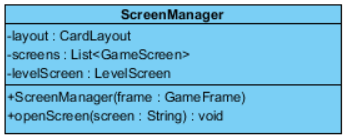 ScreenManager
-layout : CardLayout
-screens : List<GameScreen>
-levelScreen : LevelScreen
+ScreenManager(frame : GameFrame)
+openScreen(screen : String) : void